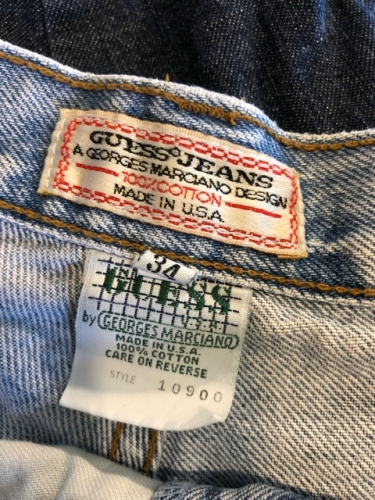 GUESS JEANS
A GEORGES MARCIANO DESIGN
100% COTTON
MADE IN U.S.A.
34
GUESS
by GEORGES MARCIANO
MADE IN U.S.A.
100% COTTON
CARE ON REVERSE
STYLE 10900